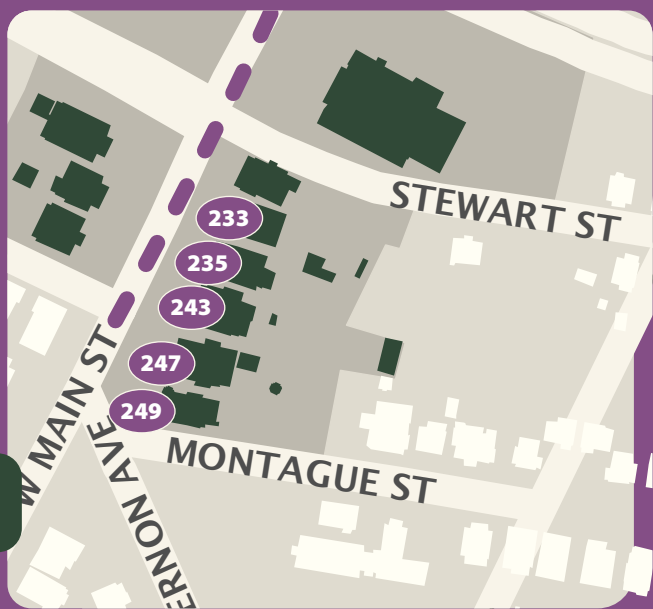 STEWART ST
233
235
243
247
249
W MAIN ST
MONTAGUE ST
ERNON AVE